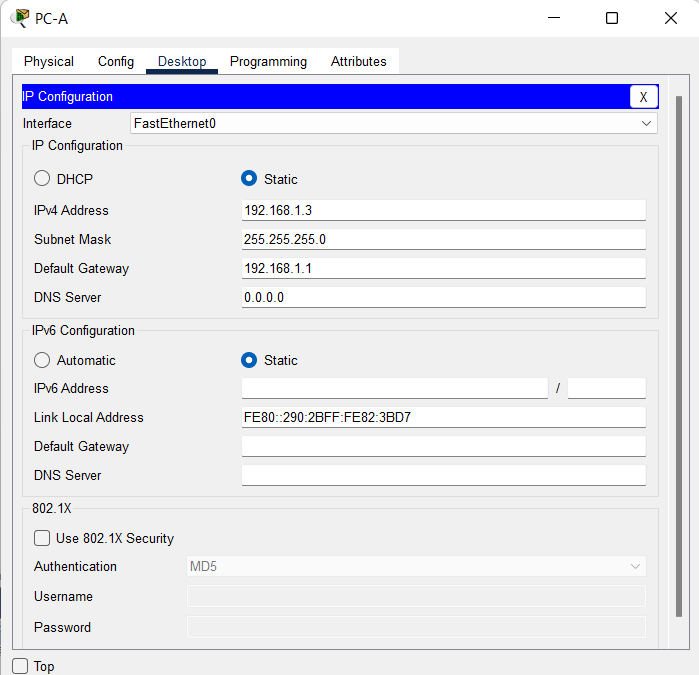 PC-A
Physical Config Desktop Programming Attributes
IP Configuration X
Interface FastEthernet0
IP Configuration
DHCP Static
IPv4 Address 192.168.1.3
Subnet Mask 255.255.255.0
Default Gateway 192.168.1.1
DNS Server 0.0.0.0
IPv6 Configuration
Automatic Static
IPv6 Address /
Link Local Address FE80::290:2BFF:FE82:3BD7
Default Gateway
DNS Server
802.1X
Use 802.1X Security
Authentication MD5
Username
Password
Top